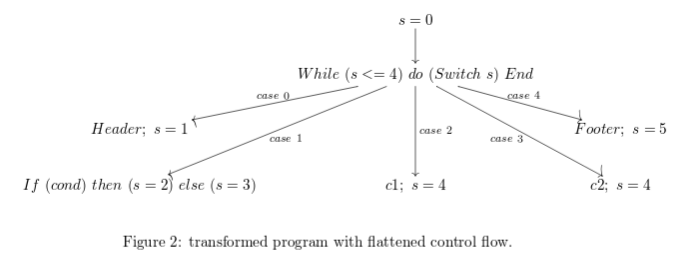 s = 0
While (s <= 4) do (Switch s) End
case 0
case 4
Header; s = 1
case 1
case 2
case 3
Footer; s = 5
If (cond) then (s = 2) else (s = 3)
c1; s = 4
c2; s = 4
Figure 2: transformed program with flattened control flow.